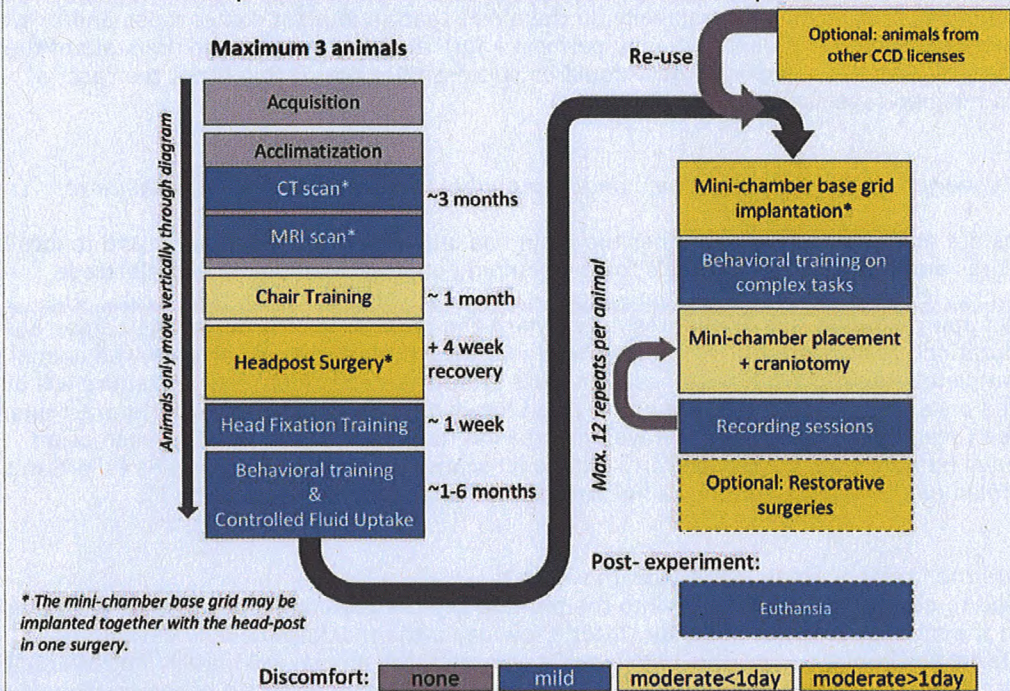 Maximum 3 animals
Animals only move vertically through diagram
Acquisition
Acclimatization
CT scan*
MRI scan*
~3 months
Chair Training
~ 1 month
Headpost Surgery*
+ 4 week
recovery
Head Fixation Training
~ 1 week
Behavioral training
&
Controlled Fluid Uptake
~1-6 months
* The mini-chamber base grid may be
implanted together with the head-post
in one surgery.
Re-use
Optional: animals from
other CCD licenses
Mini-chamber base grid
implantation*
Behavioral training on
complex tasks
Mini-chamber placement
+ craniotomy
Recording sessions
Max. 12 repeats per animal
Optional: Restorative
surgeries
Post- experiment:
Euthansia
Discomfort:
none
mild
moderate<1day
moderate>1day